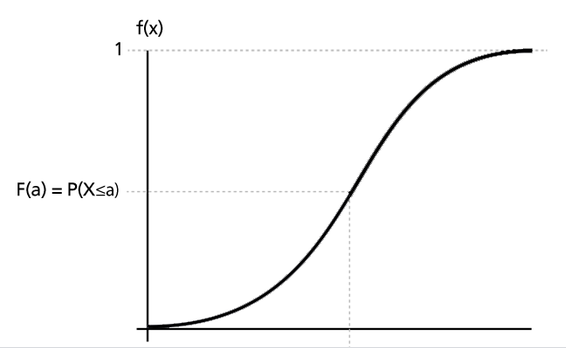 f(x)
1
F(a) = P(X≤a)